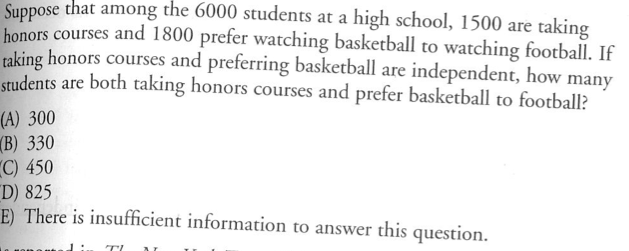 Suppose that among the 6000 students at a high school, 1500 are taking
honors courses and 1800 prefer watching basketball to watching football. If
taking honors courses and preferring basketball are independent, how many
students are both taking honors courses and prefer basketball to football?
(A) 300
(B) 330
(C) 450
D) 825
E) There is insufficient information to answer this question.